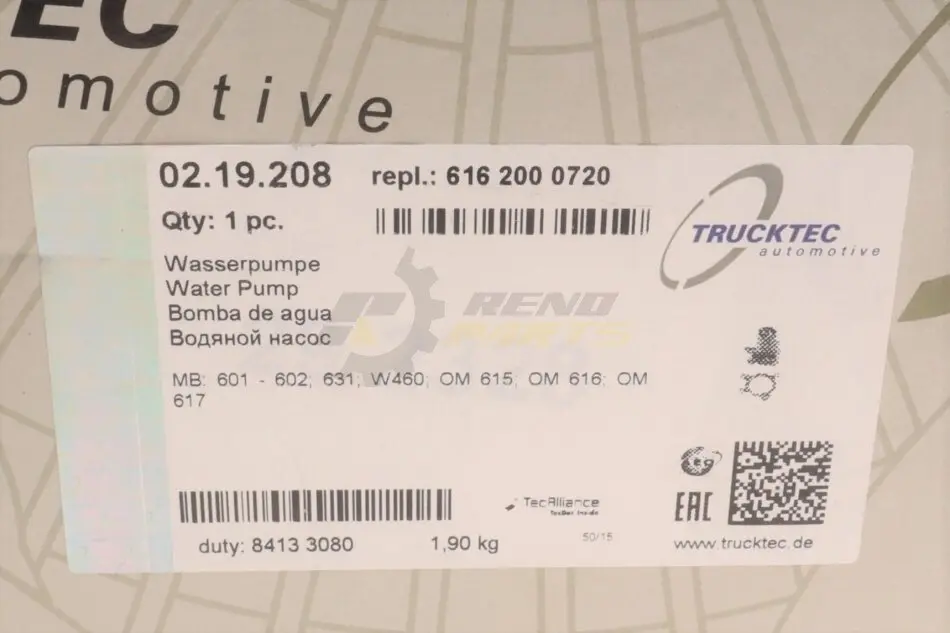 EC
omotive
02.19.208 repl.: 616 200 0720
Qty: 1 pc.
TRUCKTEC
automotive
Wasserpumpe
Water Pump
Bomba de agua
Водяной насос
RENO
PARTS
MB: 601 - 602; 631; W460; OM 615; OM 616; OM
617
TecAlliance
TecDoc Inside
EAC
duty: 8413 3080 1,90 kg 50/15 www.trucktec.de